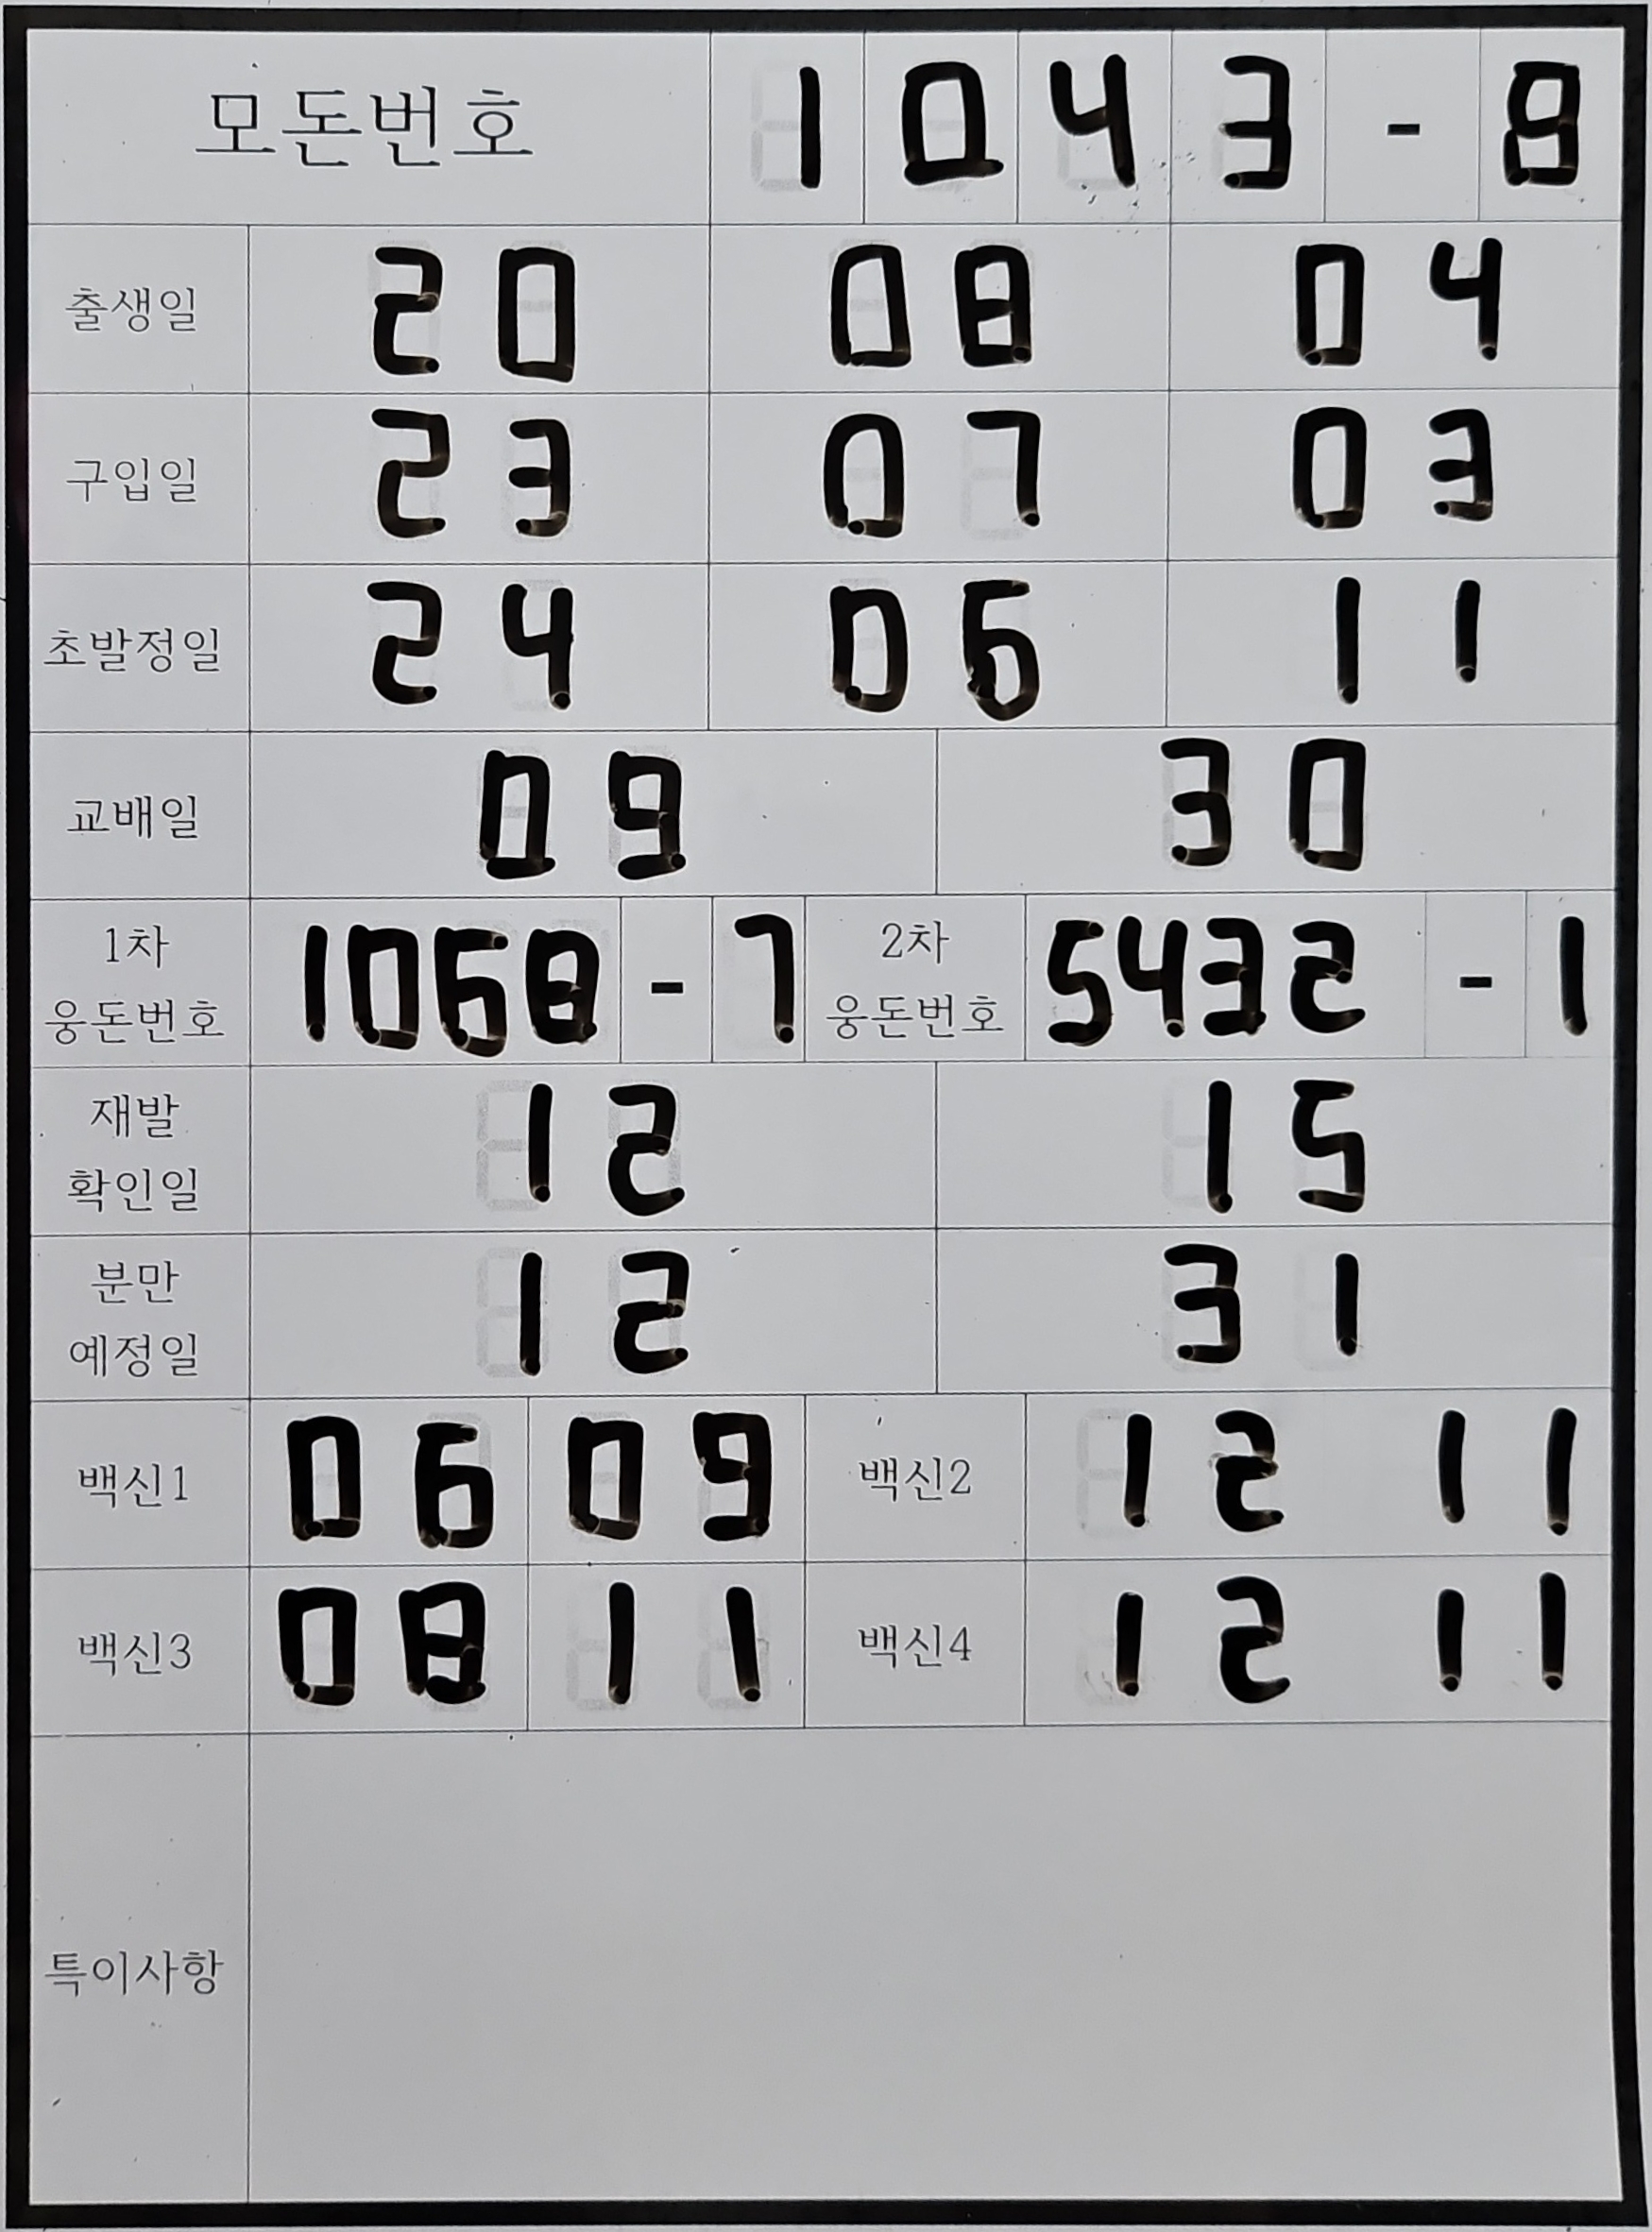 모돈번호 1 0 4 3 - 8
출생일 20 08 04
구입일 23 07 03
초발정일 24 06 11
교배일 09 30
1차 웅돈번호 1068 - 7 2차 웅돈번호 5432 - 1
재발 확인일 12 15
분만 예정일 12 31
백신1 06 09 백신2 12 11
백신3 08 11 백신4 12 11
특이사항